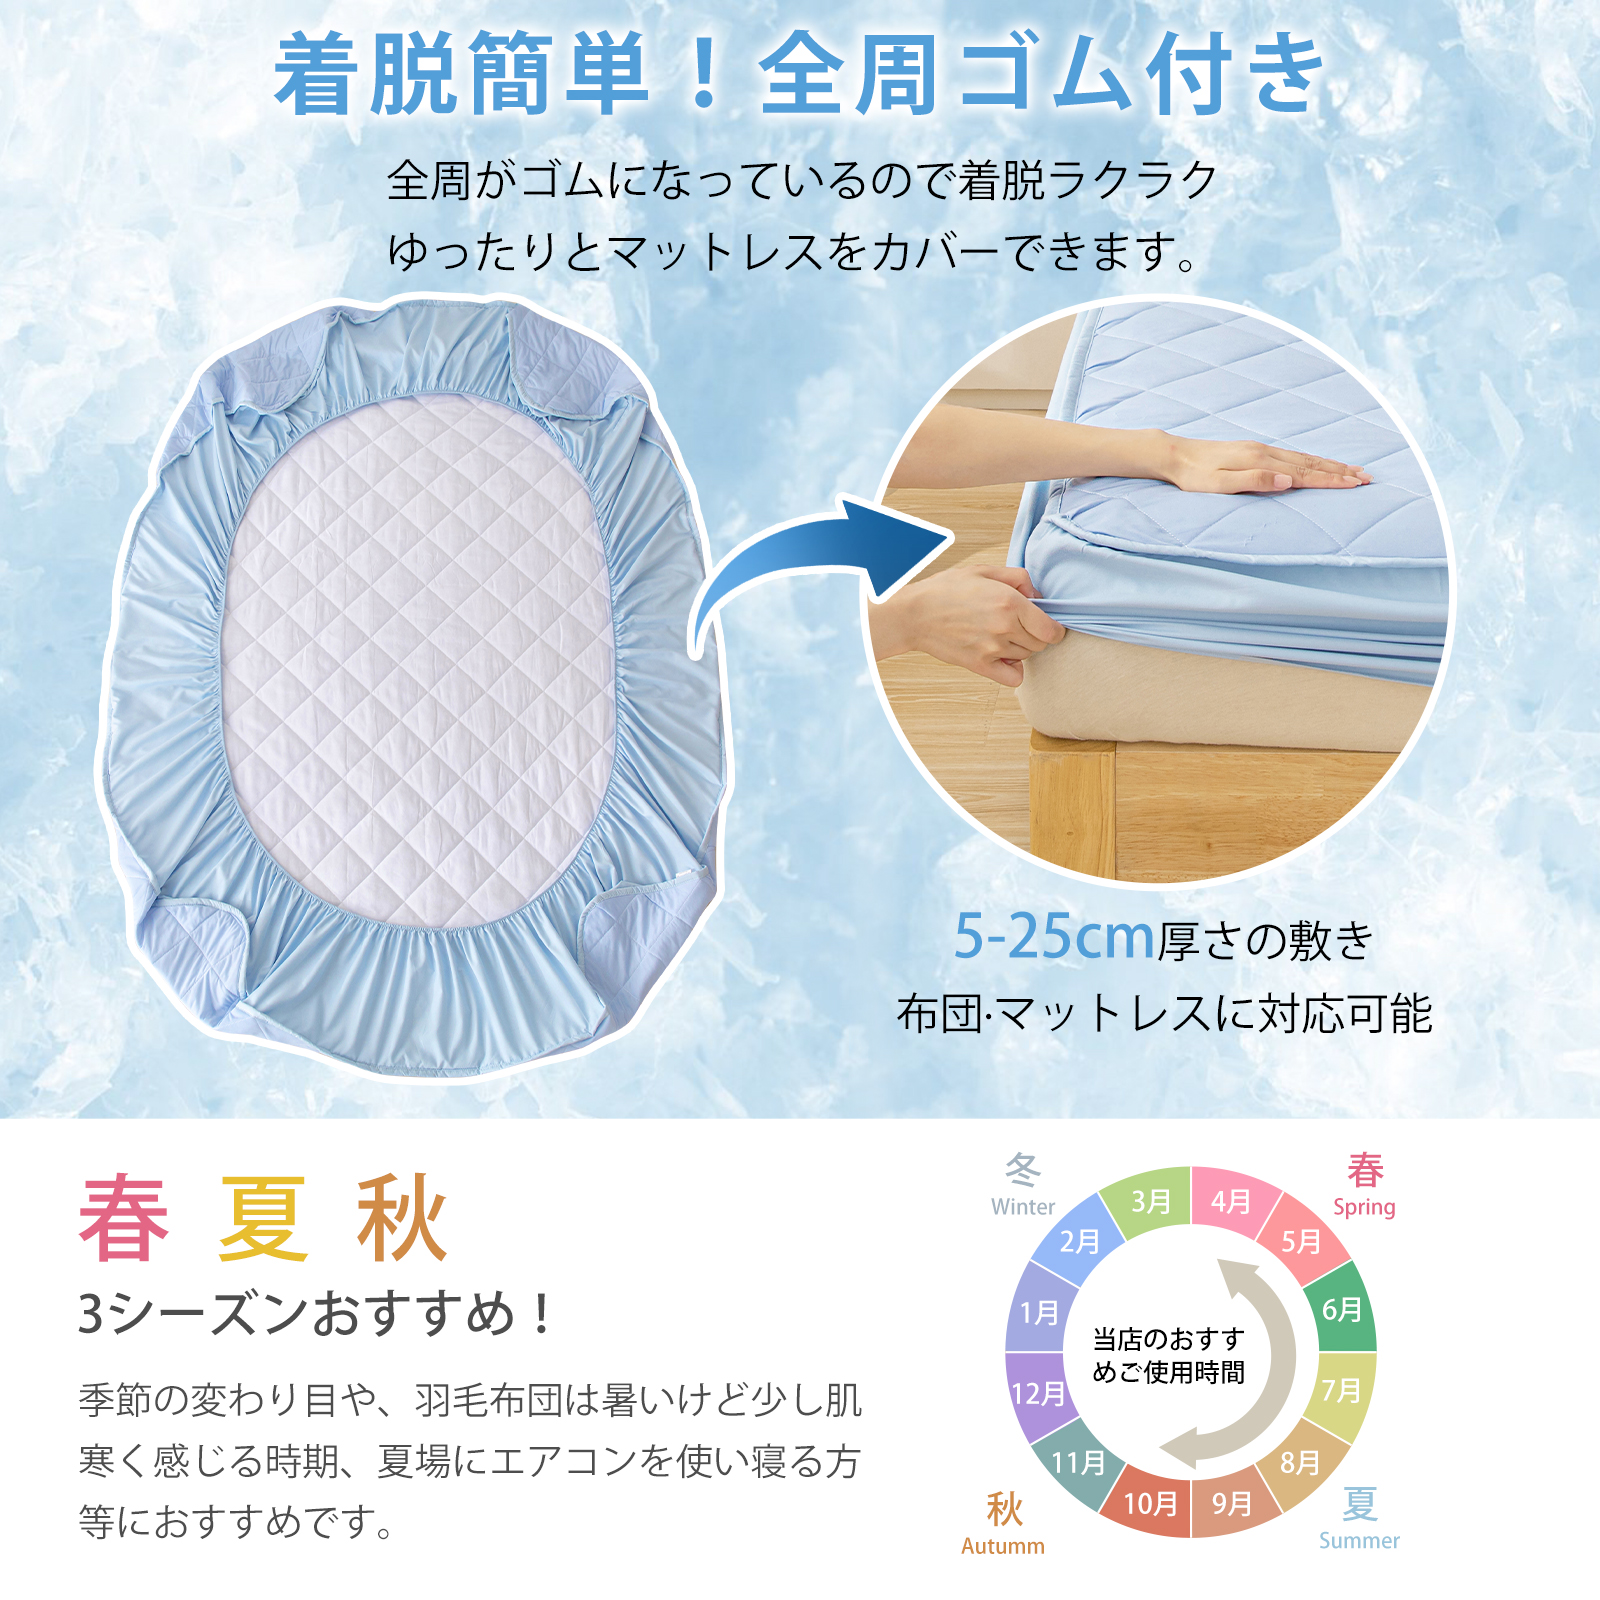 着脱簡単！全周ゴム付き
全周がゴムになっているので着脱ラクラク
ゆったりとマットレスをカバーできます。
5-25cm厚さの敷き
布団·マットレスに対応可能
春 夏 秋
3シーズンおすすめ！
季節の変わり目や、羽毛布団は暑いけど少し肌
寒く感じる時期、夏場にエアコンを使い寝る方
等におすすめです。
冬
Winter
春
Spring
3月
4月
5月
6月
7月
8月
9月
10月
11月
12月
1月
2月
当店のおすす
めご使用時間
秋
Autumm
夏
Summer